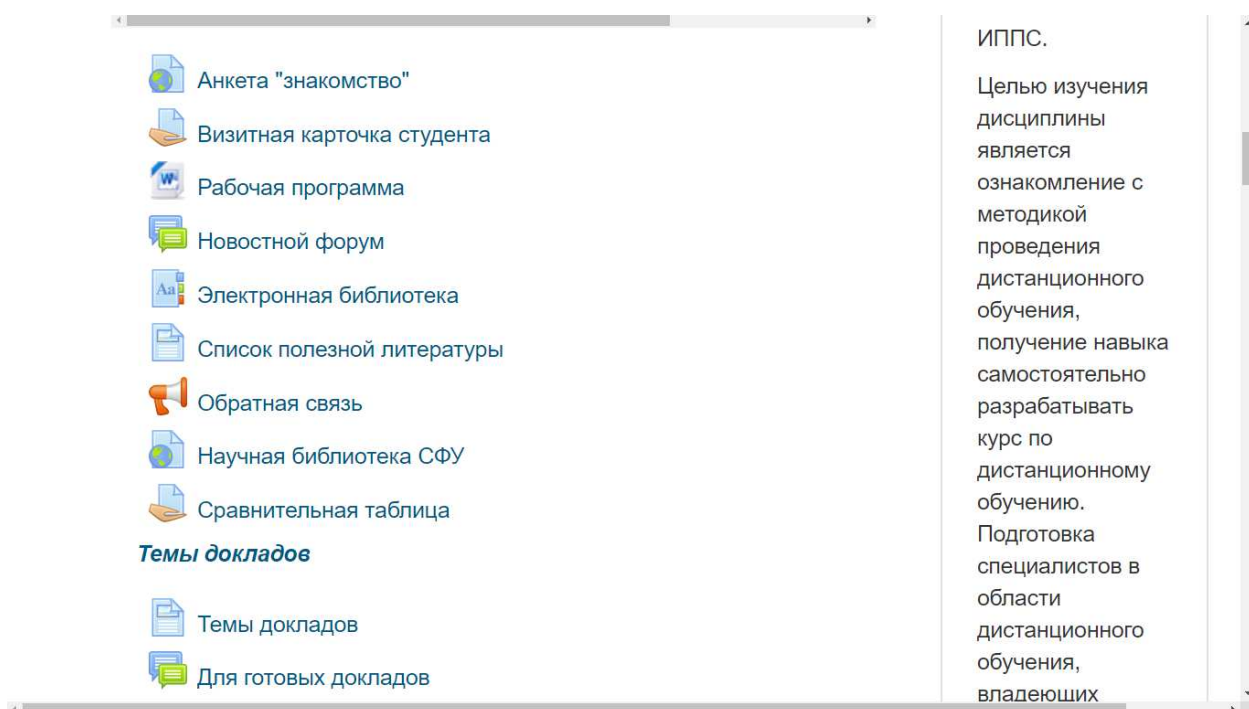 Анкета "знакомство"
Визитная карточка студента
Рабочая программа
Новостной форум
Электронная библиотека
Список полезной литературы
Обратная связь
Научная библиотека СФУ
Сравнительная таблица
Темы докладов
Темы докладов
Для готовых докладов
ИППС.
Целью изучения
дисциплины
является
ознакомление с
методикой
проведения
дистанционного
обучения,
получение навыка
самостоятельно
разрабатывать
курс по
дистанционному
обучению.
Подготовка
специалистов в
области
дистанционного
обучения,
владеющих